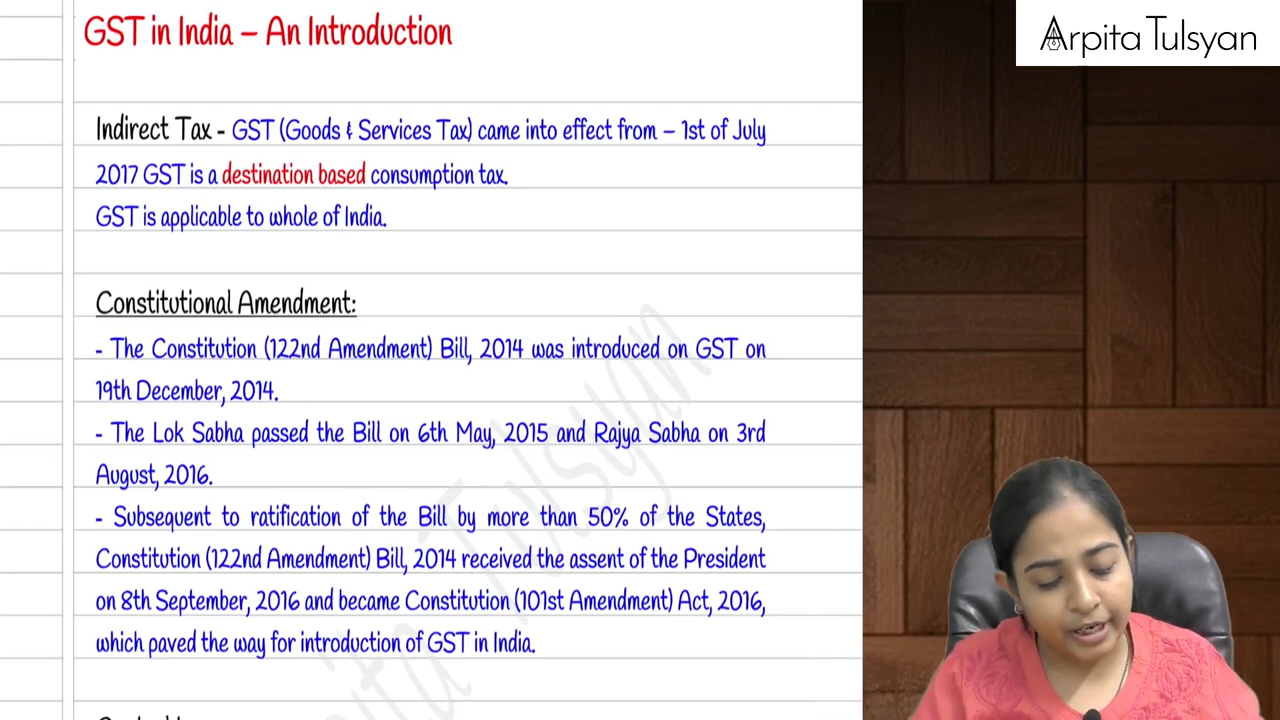 GST in India – An Introduction
Arpita Tulsyan
Indirect Tax - GST (Goods & Services Tax) came into effect from – 1st of July
2017 GST is a destination based consumption tax.
GST is applicable to whole of India.
Constitutional Amendment:
- The Constitution (122nd Amendment) Bill, 2014 was introduced on GST on
19th December, 2014.
- The Lok Sabha passed the Bill on 6th May, 2015 and Rajya Sabha on 3rd
August, 2016.
- Subsequent to ratification of the Bill by more than 50% of the States,
Constitution (122nd Amendment) Bill, 2014 received the assent of the President
on 8th September, 2016 and became Constitution (101st Amendment) Act, 2016,
which paved the way for introduction of GST in India.